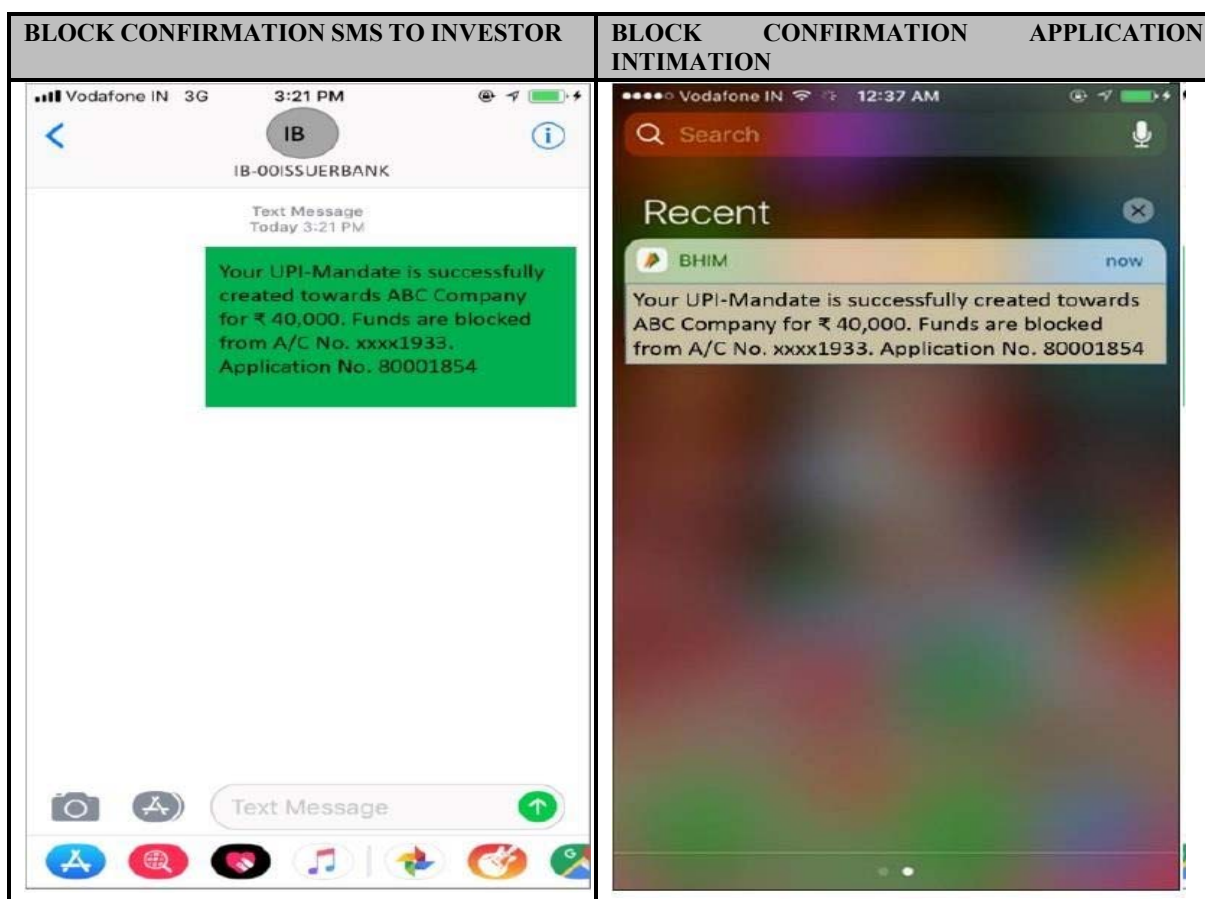 BLOCK CONFIRMATION SMS TO INVESTOR
BLOCK CONFIRMATION APPLICATION
INTIMATION
Vodafone IN 3G 3:21 PM
IB
IB-00ISSUERBANK
Text Message
Today 3:21 PM
Your UPI-Mandate is successfully
created towards ABC Company
for ₹ 40,000. Funds are blocked
from A/C No. xxxx1933.
Application No. 80001854
Text Message
Vodafone IN 12:37 AM
Search
Recent
BHIM now
Your UPI-Mandate is successfully created towards
ABC Company for ₹ 40,000. Funds are blocked
from A/C No. xxxx1933. Application No. 80001854